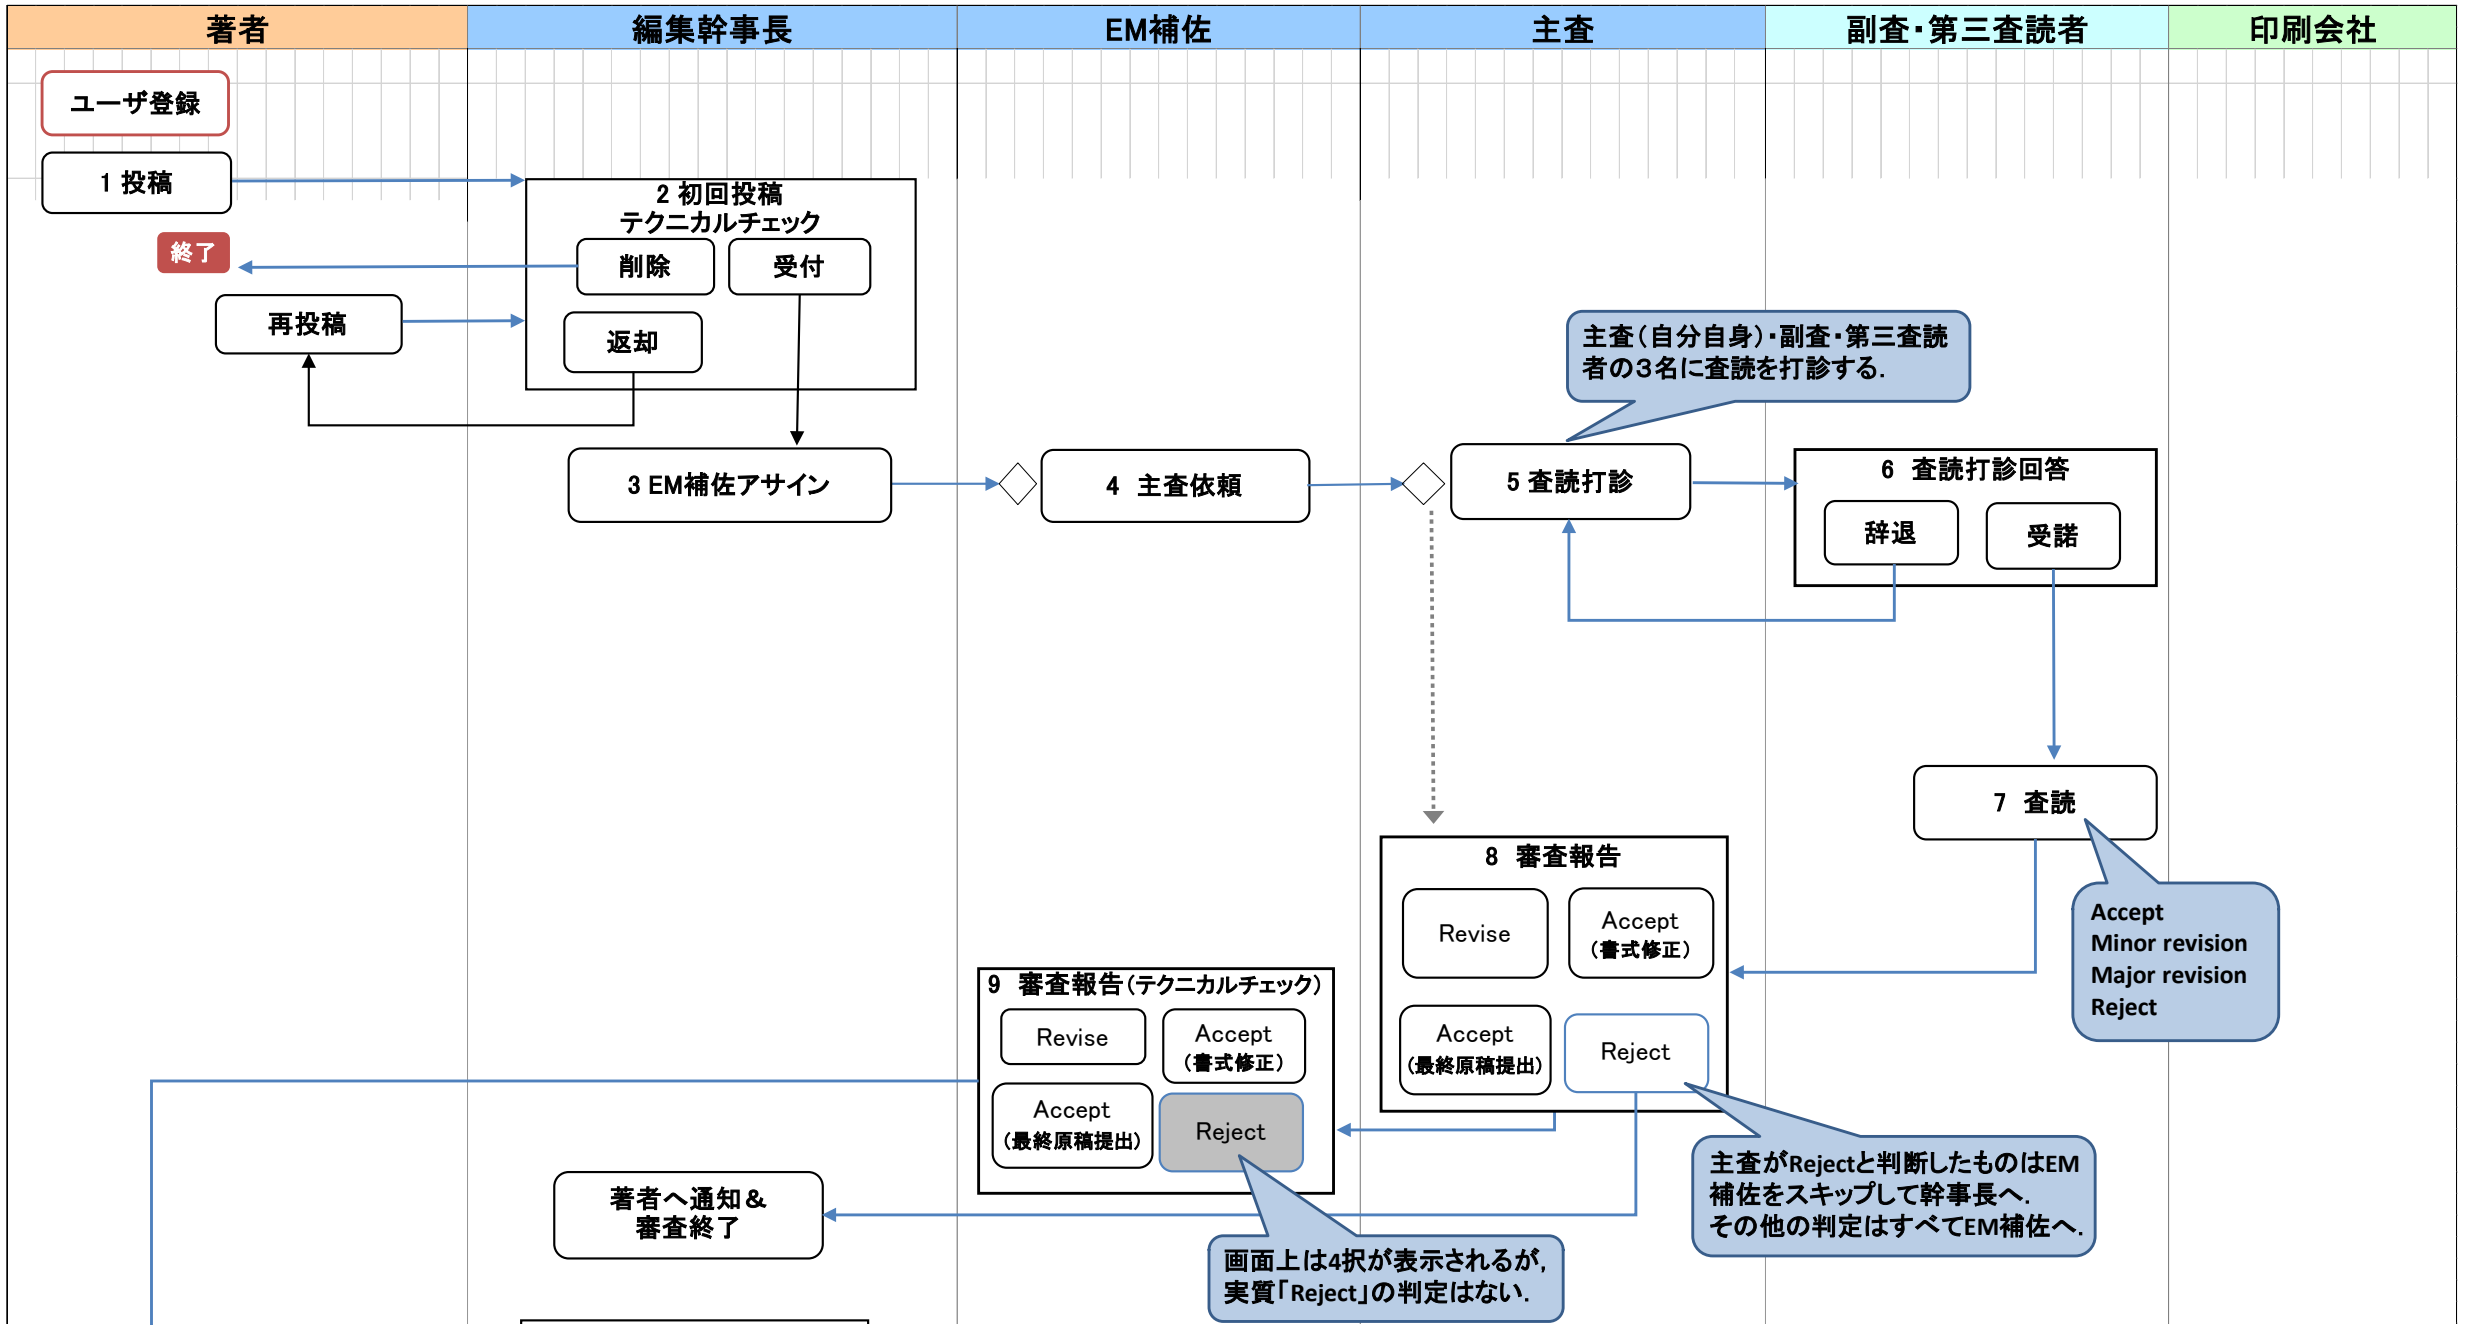 著者
編集幹事長
EM補佐
主査
副査・第三査読者
印刷会社
ユーザ登録
1 投稿
2 初回投稿
テクニカルチェック
終了
削除
受付
再投稿
返却
主査（自分自身）・副査・第三査読
者の３名に査読を打診する.
3 EM補佐アサイン
4 主査依頼
5 査読打診
6 査読打診回答
辞退
受諾
7 査読
8 審査報告
Revise
Accept
（書式修正）
Accept
（最終原稿提出）
Reject
Accept
Minor revision
Major revision
Reject
9 審査報告（テクニカルチェック）
Revise
Accept
（書式修正）
Accept
（最終原稿提出）
Reject
主査がRejectと判断したものはEM
補佐をスキップして幹事長へ.
その他の判定はすべてEM補佐へ.
著者へ通知＆
審査終了
画面上は4択が表示されるが,
実質「Reject」の判定はない.